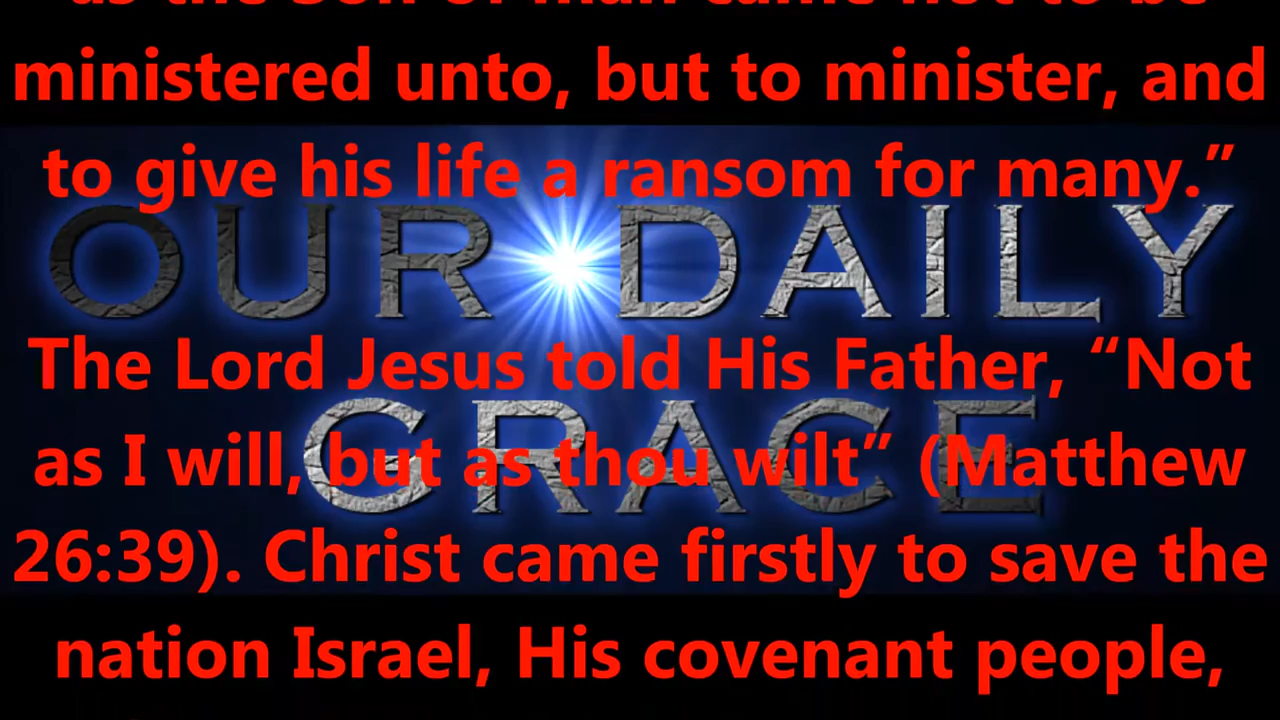 as the Son of man came not to be
ministered unto, but to minister, and
to give his life a ransom for many.”
OUR DAILY
The Lord Jesus told His Father, “Not
GRACE
as I will, but as thou wilt” (Matthew
26:39). Christ came firstly to save the
nation Israel, His covenant people,